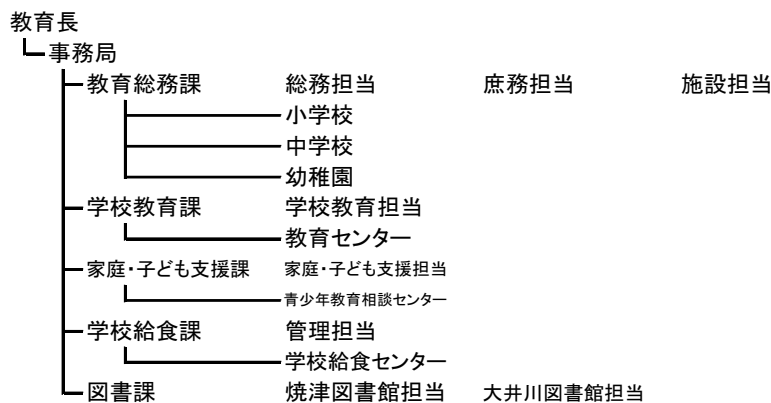 教育長
事務局
教育総務課 総務担当 庶務担当 施設担当
小学校
中学校
幼稚園
学校教育課 学校教育担当
教育センター
家庭・子ども支援課 家庭・子ども支援担当
青少年教育相談センター
学校給食課 管理担当
学校給食センター
図書課 焼津図書館担当 大井川図書館担当